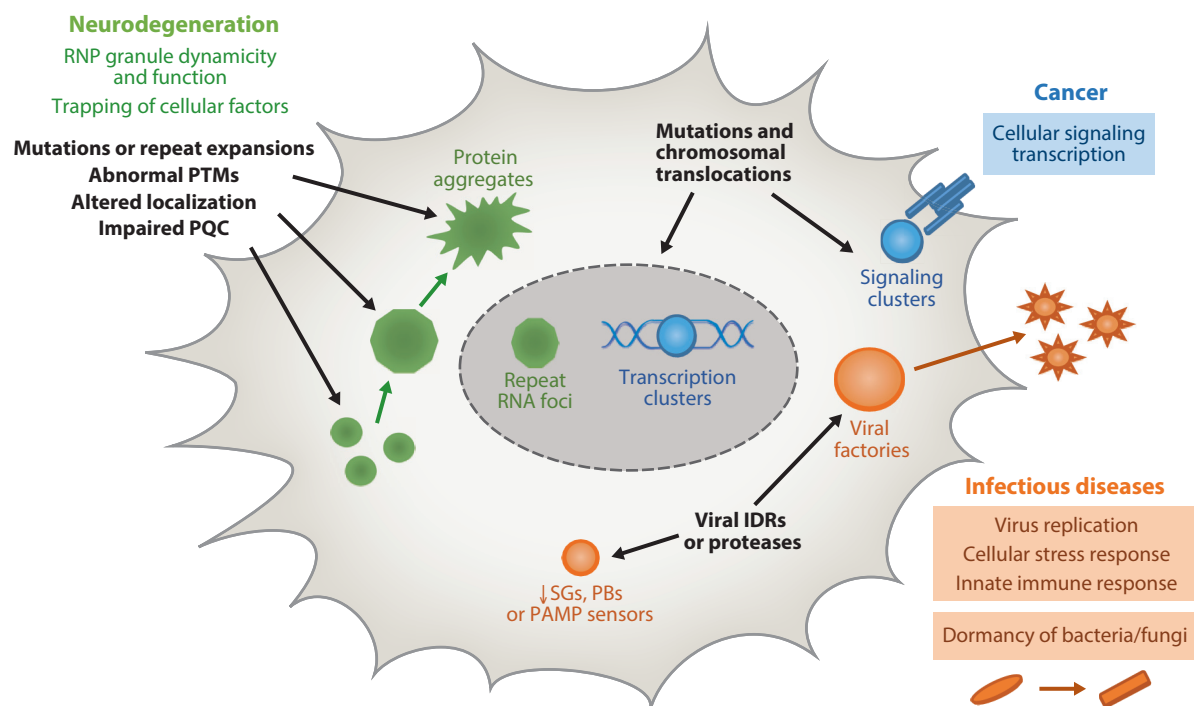 Neurodegeneration
RNP granule dynamicity
and function
Trapping of cellular factors
Mutations or repeat expansions
Abnormal PTMs
Altered localization
Impaired PQC
Protein
aggregates
Mutations and
chromosomal
translocations
Cancer
Cellular signaling
transcription
Signaling
clusters
Repeat
RNA foci
Transcription
clusters
Viral
factories
Viral IDRs
or proteases
↓SGs, PBs
or PAMP sensors
Infectious diseases
Virus replication
Cellular stress response
Innate immune response
Dormancy of bacteria/fungi